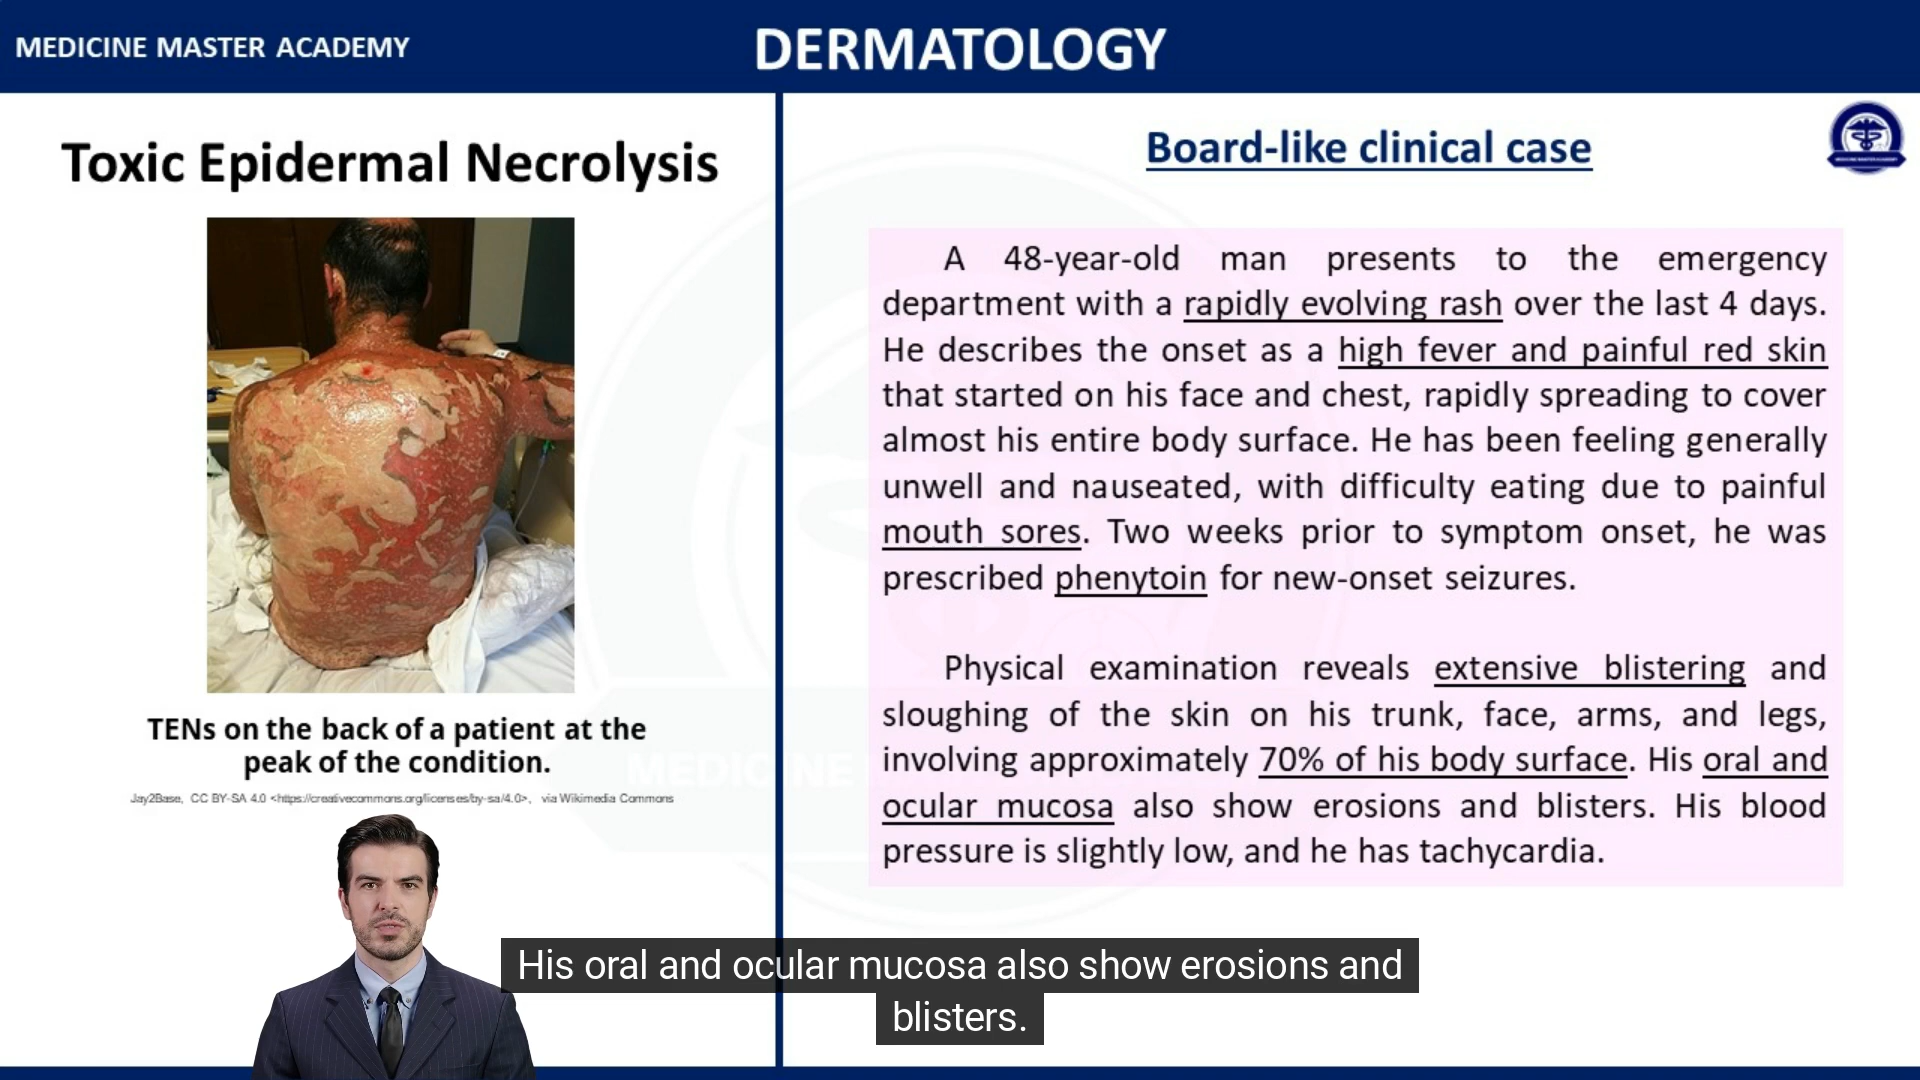 MEDICINE MASTER ACADEMY
DERMATOLOGY
Toxic Epidermal Necrolysis
TENs on the back of a patient at the
peak of the condition.
Jay2Base, CC BY-SA 4.0 <https://creativecommons.org/licenses/by-sa/4.0>, via Wikimedia Commons
Board-like clinical case
A 48-year-old man presents to the emergency
department with a rapidly evolving rash over the last 4 days.
He describes the onset as a high fever and painful red skin
that started on his face and chest, rapidly spreading to cover
almost his entire body surface. He has been feeling generally
unwell and nauseated, with difficulty eating due to painful
mouth sores. Two weeks prior to symptom onset, he was
prescribed phenytoin for new-onset seizures.
Physical examination reveals extensive blistering and
sloughing of the skin on his trunk, face, arms, and legs,
involving approximately 70% of his body surface. His oral and
ocular mucosa also show erosions and blisters. His blood
pressure is slightly low, and he has tachycardia.
MEDICINE
His oral and ocular mucosa also show erosions and
blisters.